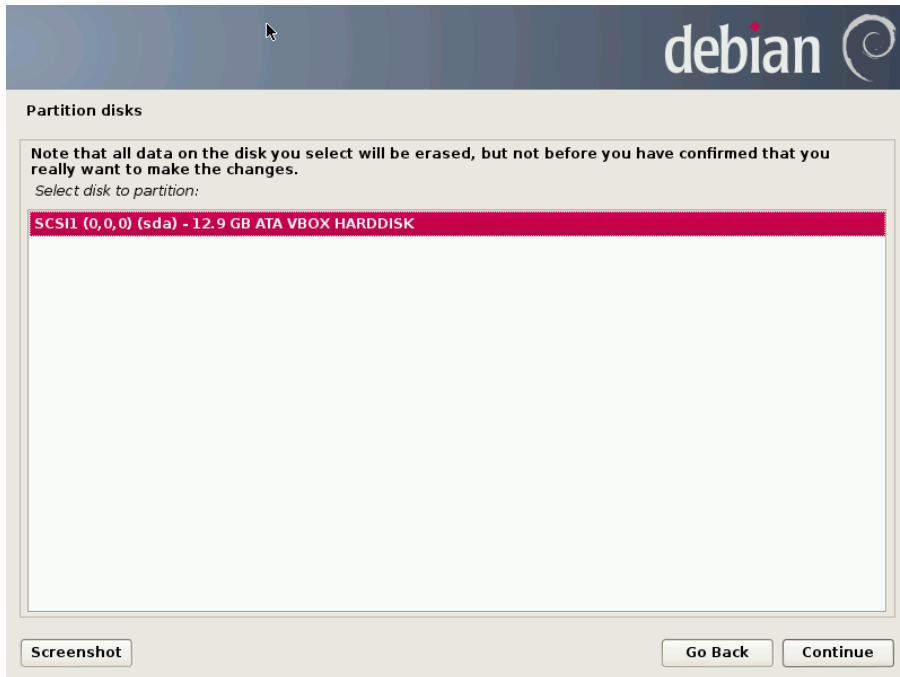 debian
Partition disks
Note that all data on the disk you select will be erased, but not before you have confirmed that you
really want to make the changes.
Select disk to partition:
SCSI1 (0,0,0) (sda) - 12.9 GB ATA VBOX HARDDISK
Screenshot
Go Back
Continue